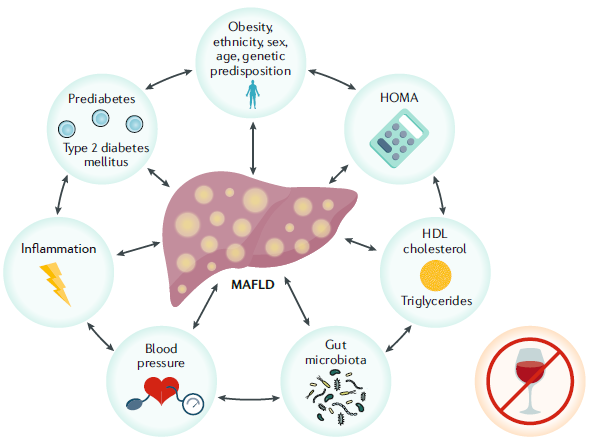 Obesity,
ethnicity, sex,
age, genetic
predisposition
Prediabetes
Type 2 diabetes
mellitus
HOMA
Inflammation
HDL
cholesterol
Triglycerides
MAFLD
Blood
pressure
Gut
microbiota